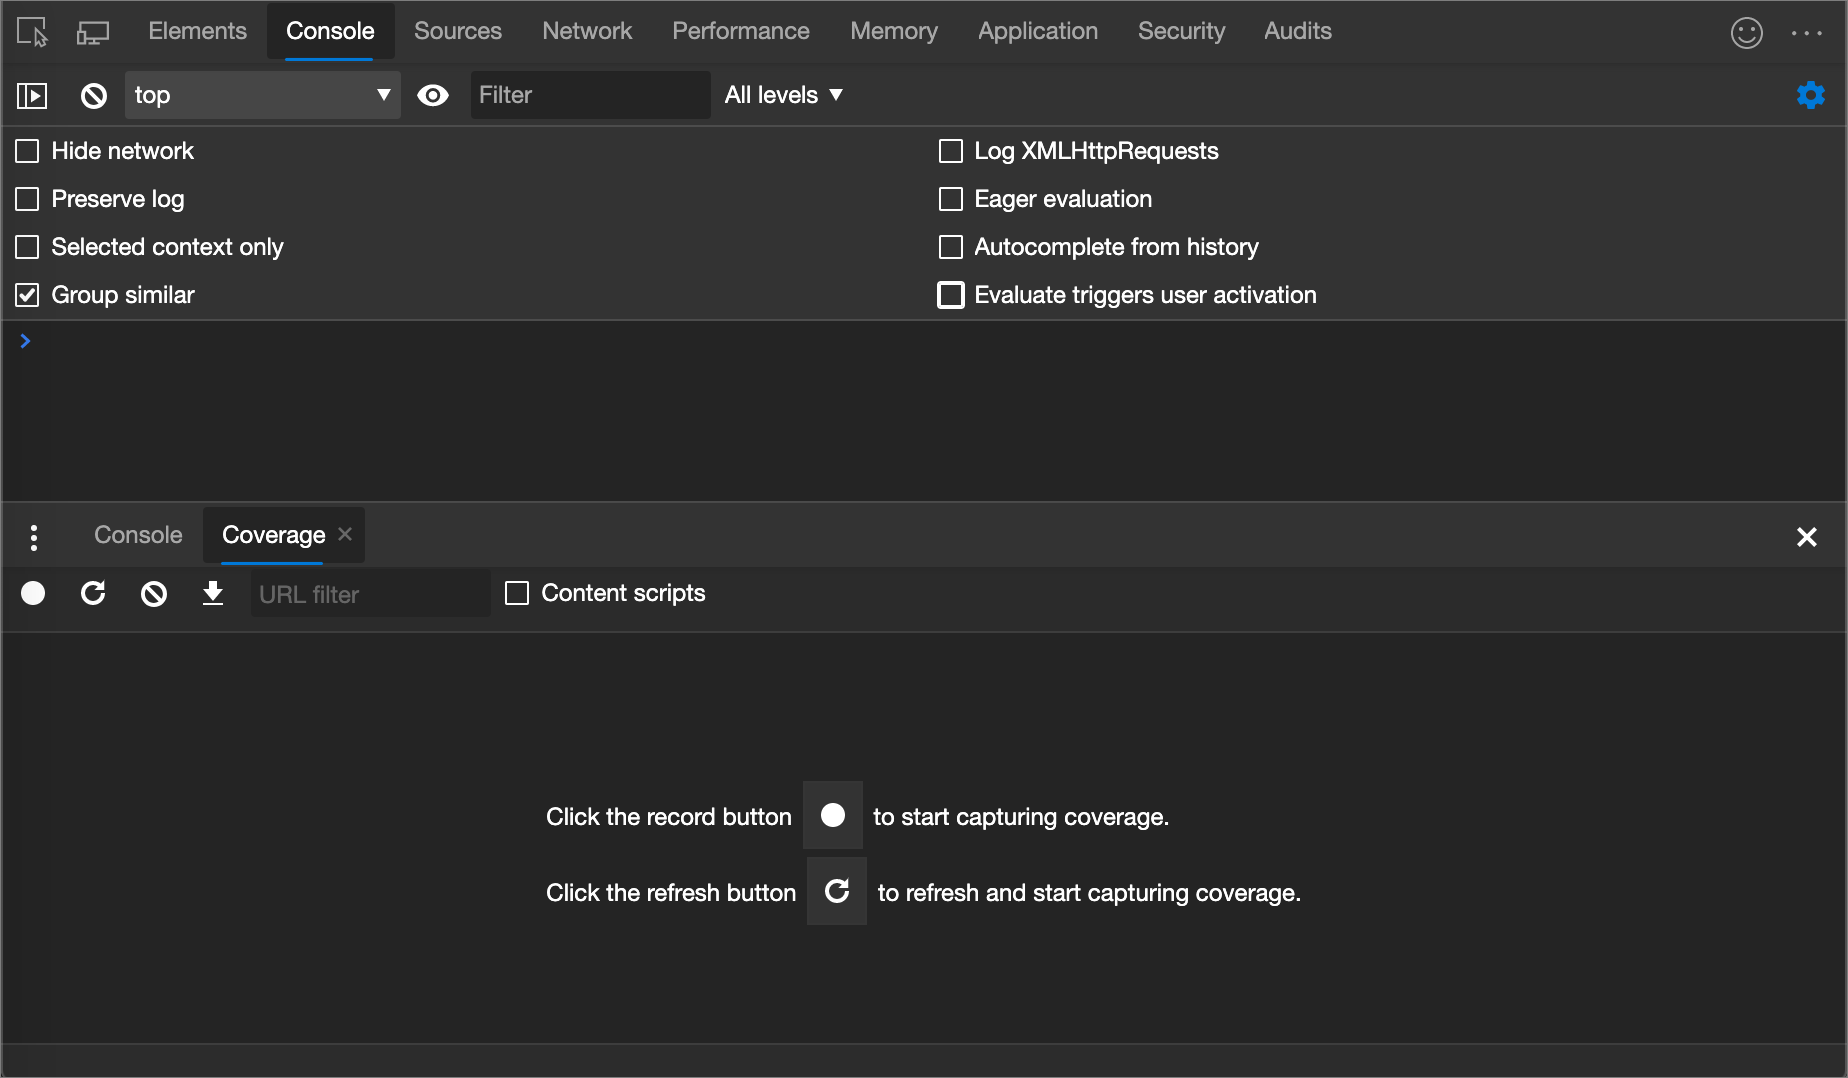 Elements Console Sources Network Performance Memory Application Security Audits
top Filter All levels
Hide network Log XMLHttpRequests
Preserve log Eager evaluation
Selected context only Autocomplete from history
Group similar Evaluate triggers user activation
Console Coverage
URL filter Content scripts
Click the record button to start capturing coverage.
Click the refresh button to refresh and start capturing coverage.